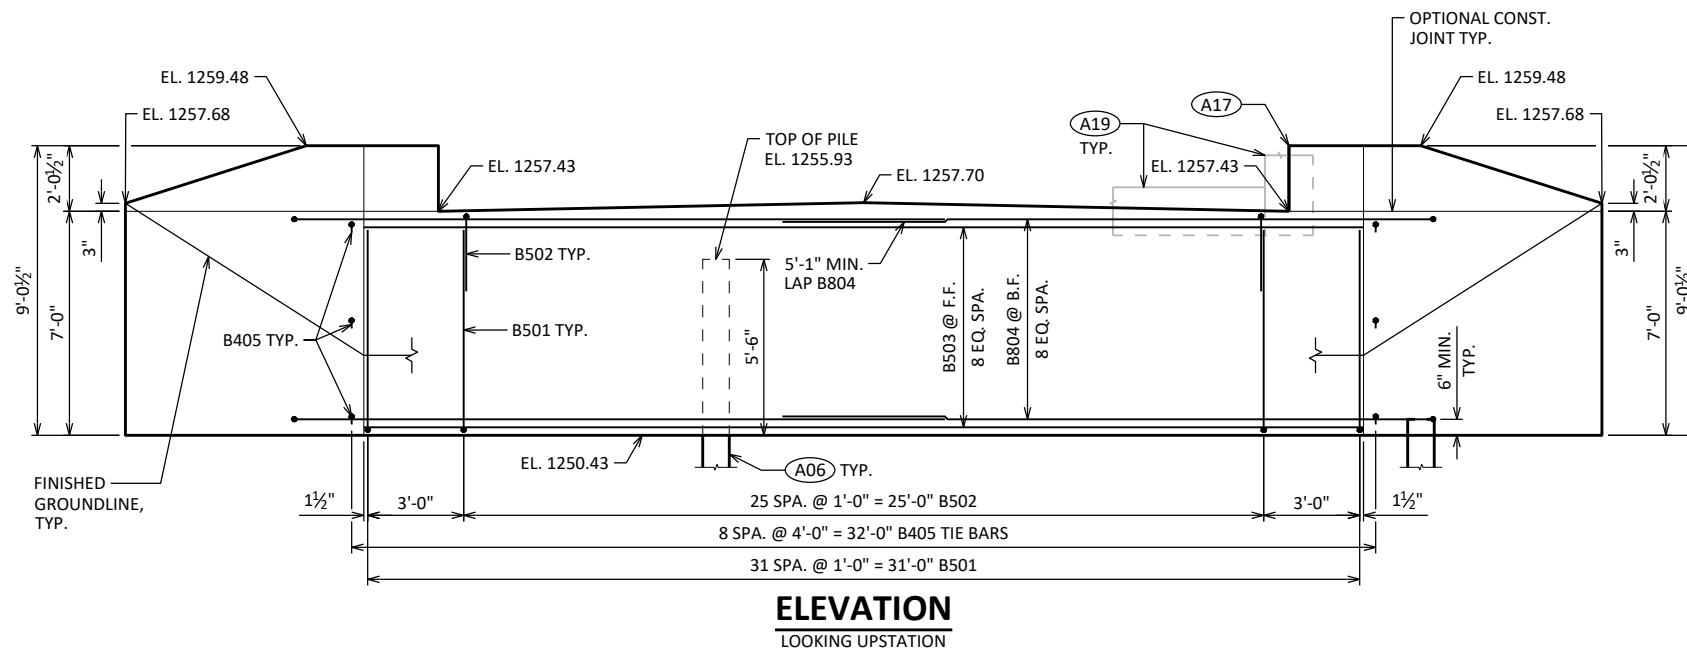 OPTIONAL CONST.
JOINT TYP.
EL. 1259.48
EL. 1259.48
EL. 1257.68
EL. 1257.68
A17
A19
TYP.
TOP OF PILE
EL. 1255.93
EL. 1257.43
EL. 1257.43
EL. 1257.70
2'-0½"
2'-0½"
3"
3"
9'-0½"
9'-0½"
7'-0"
7'-0"
B502 TYP.
5'-1" MIN.
LAP B804
B503 @ F.F.
8 EQ. SPA.
B804 @ B.F.
8 EQ. SPA.
B501 TYP.
B405 TYP.
5'-6"
6" MIN.
TYP.
EL. 1250.43
A06 TYP.
FINISHED
GROUNDLINE,
TYP.
1½"
3'-0"
25 SPA. @ 1'-0" = 25'-0" B502
3'-0"
1½"
8 SPA. @ 4'-0" = 32'-0" B405 TIE BARS
31 SPA. @ 1'-0" = 31'-0" B501
ELEVATION
LOOKING UPSTATION